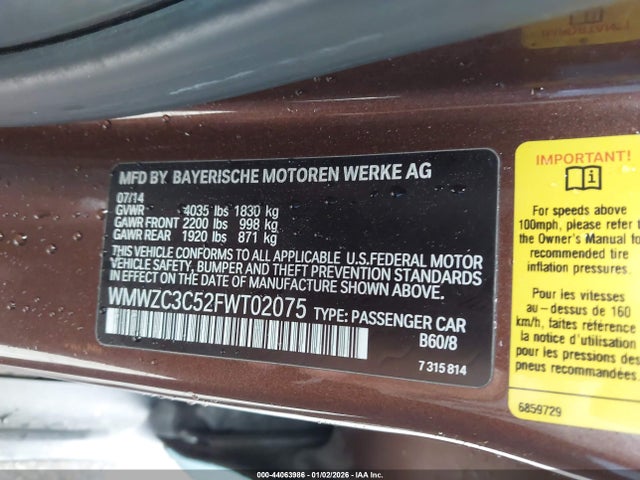 MFD BY BAYERISCHE MOTOREN WERKE AG
07/14
GVWR 4035 lbs 1830 kg
GAWR FRONT 2200 lbs 998 kg
GAWR REAR 1920 lbs 871 kg
THIS VEHICLE CONFORMS TO ALL APPLICABLE U.S.FEDERAL MOTOR
VEHICLE SAFETY, BUMPER AND THEFT PREVENTION STANDARDS
IN EFFECT ON THE DATE OF MANUFACTURE SHOWN ABOVE.
WMWZC3C52FWT02075 TYPE: PASSENGER CAR
B60/8
7 315 814
IMPORTANT!
For speeds above
100mph, please refer to
the Owner's Manual for
recommended tire
inflation pressures.
Pour les vitesses
au-dessus de 160
km/h, faites référence
à la notice d'utilisation
pour les pressions des
pneus recommandées.
6859729
000-44063986 - 01/02/2026 - IAA Inc.